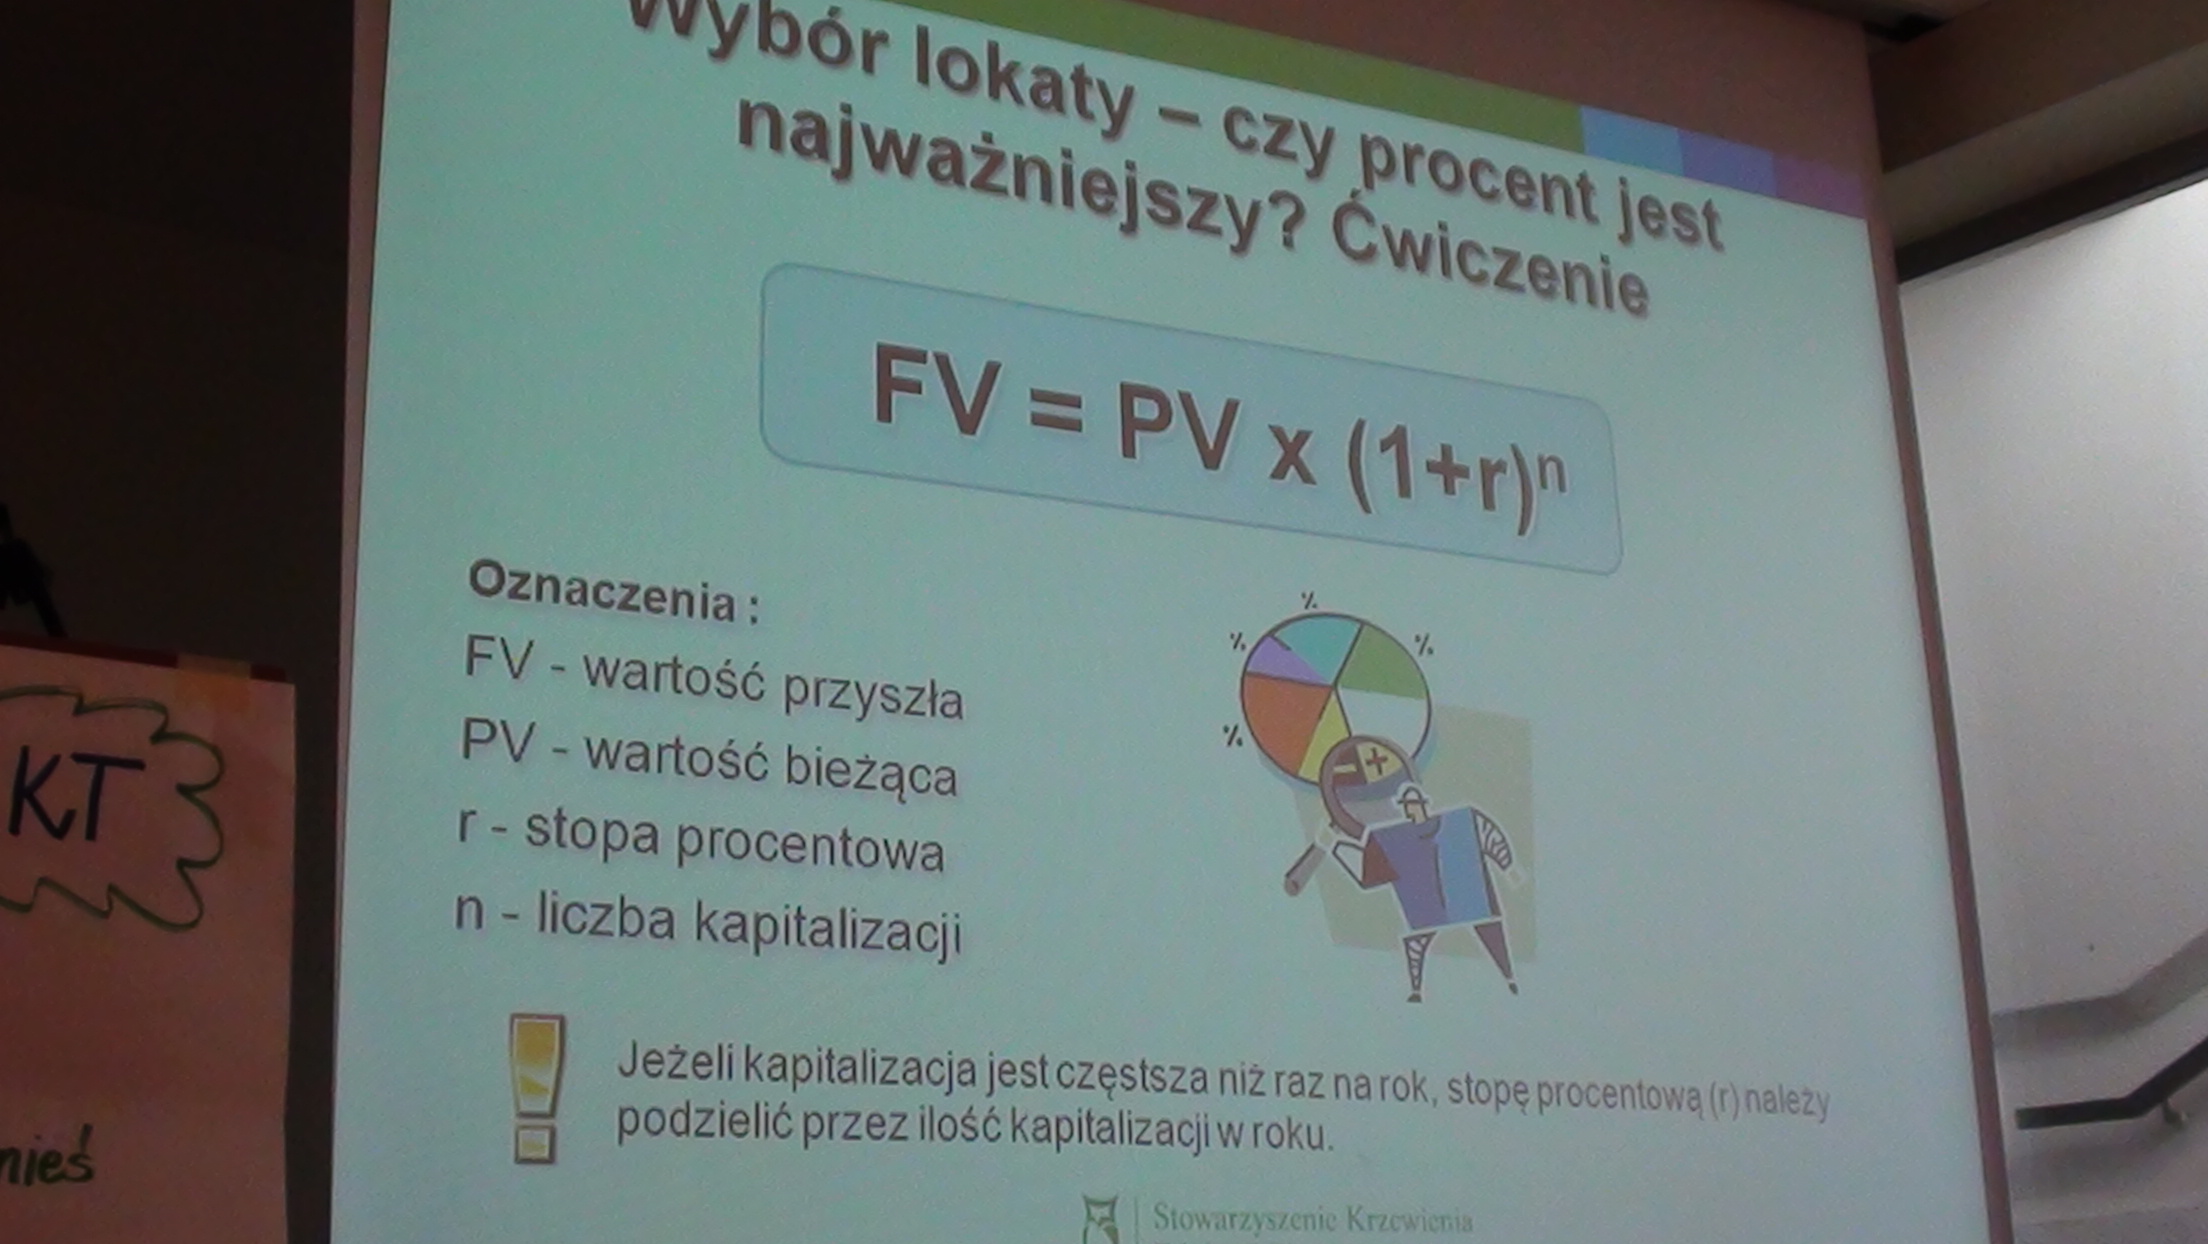 Wybór lokaty – czy procent jest
najważniejszy? Ćwiczenie
FV = PV x (1+r)ⁿ
Oznaczenia :
FV - wartość przyszła
PV - wartość bieżąca
r - stopa procentowa
n - liczba kapitalizacji
% % % %
- +
! Jeżeli kapitalizacja jest częstsza niż raz na rok, stopę procentową (r) należy
podzielić przez ilość kapitalizacji w roku.
Stowarzyszenie Krzewienia
KT
nieś